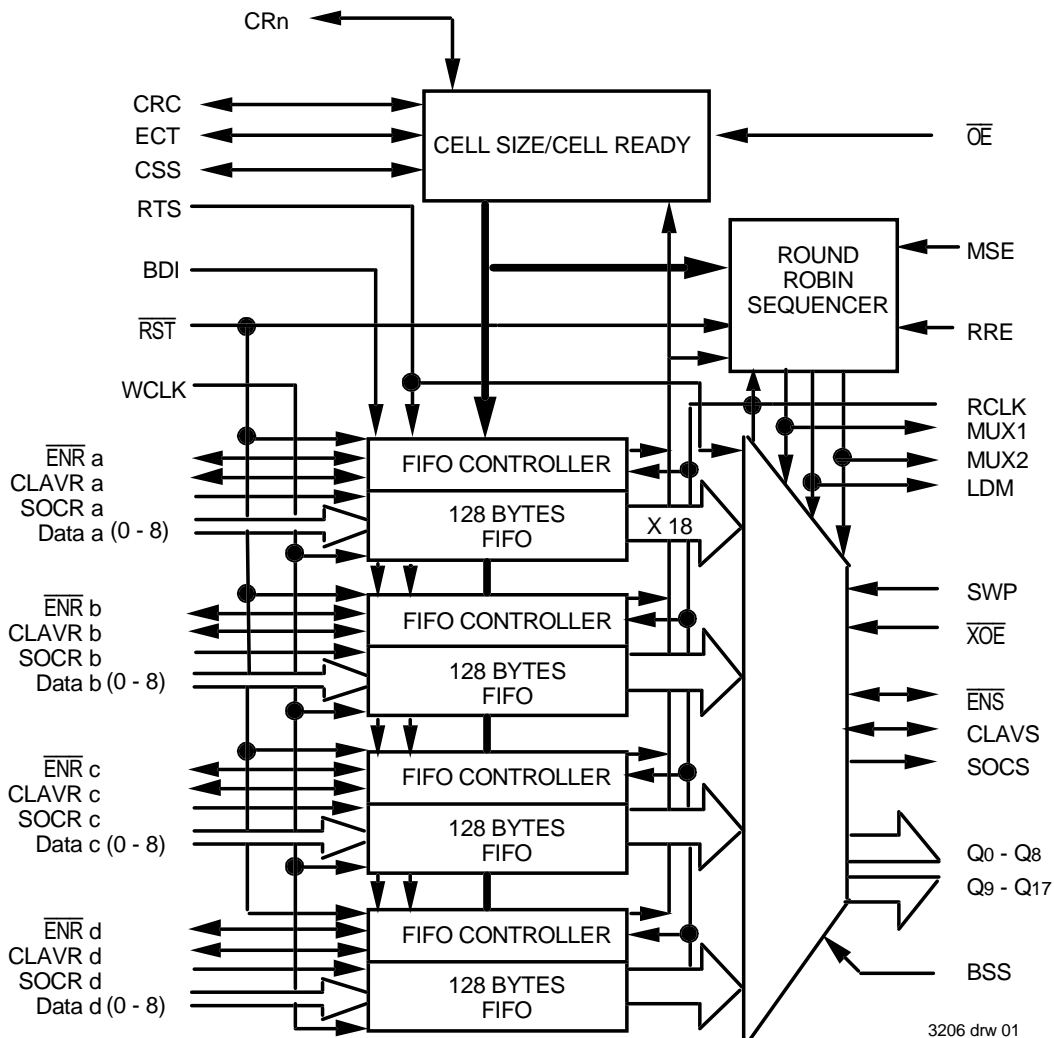 CRn
CRC
ECT
CSS
RTS
BDI
RST
WCLK
CELL SIZE/CELL READY
OE
ROUND
ROBIN
SEQUENCER
MSE
RRE
RCLK
MUX1
MUX2
LDM
ENR a
CLAVR a
SOCR a
Data a (0 - 8)
FIFO CONTROLLER
128 BYTES
FIFO
X 18
ENR b
CLAVR b
SOCR b
Data b (0 - 8)
FIFO CONTROLLER
128 BYTES
FIFO
SWP
XOE
ENS
CLAVS
SOCS
ENR c
CLAVR c
SOCR c
Data c (0 - 8)
FIFO CONTROLLER
128 BYTES
FIFO
Q0 - Q8
Q9 - Q17
ENR d
CLAVR d
SOCR d
Data d (0 - 8)
FIFO CONTROLLER
128 BYTES
FIFO
BSS
3206 drw 01